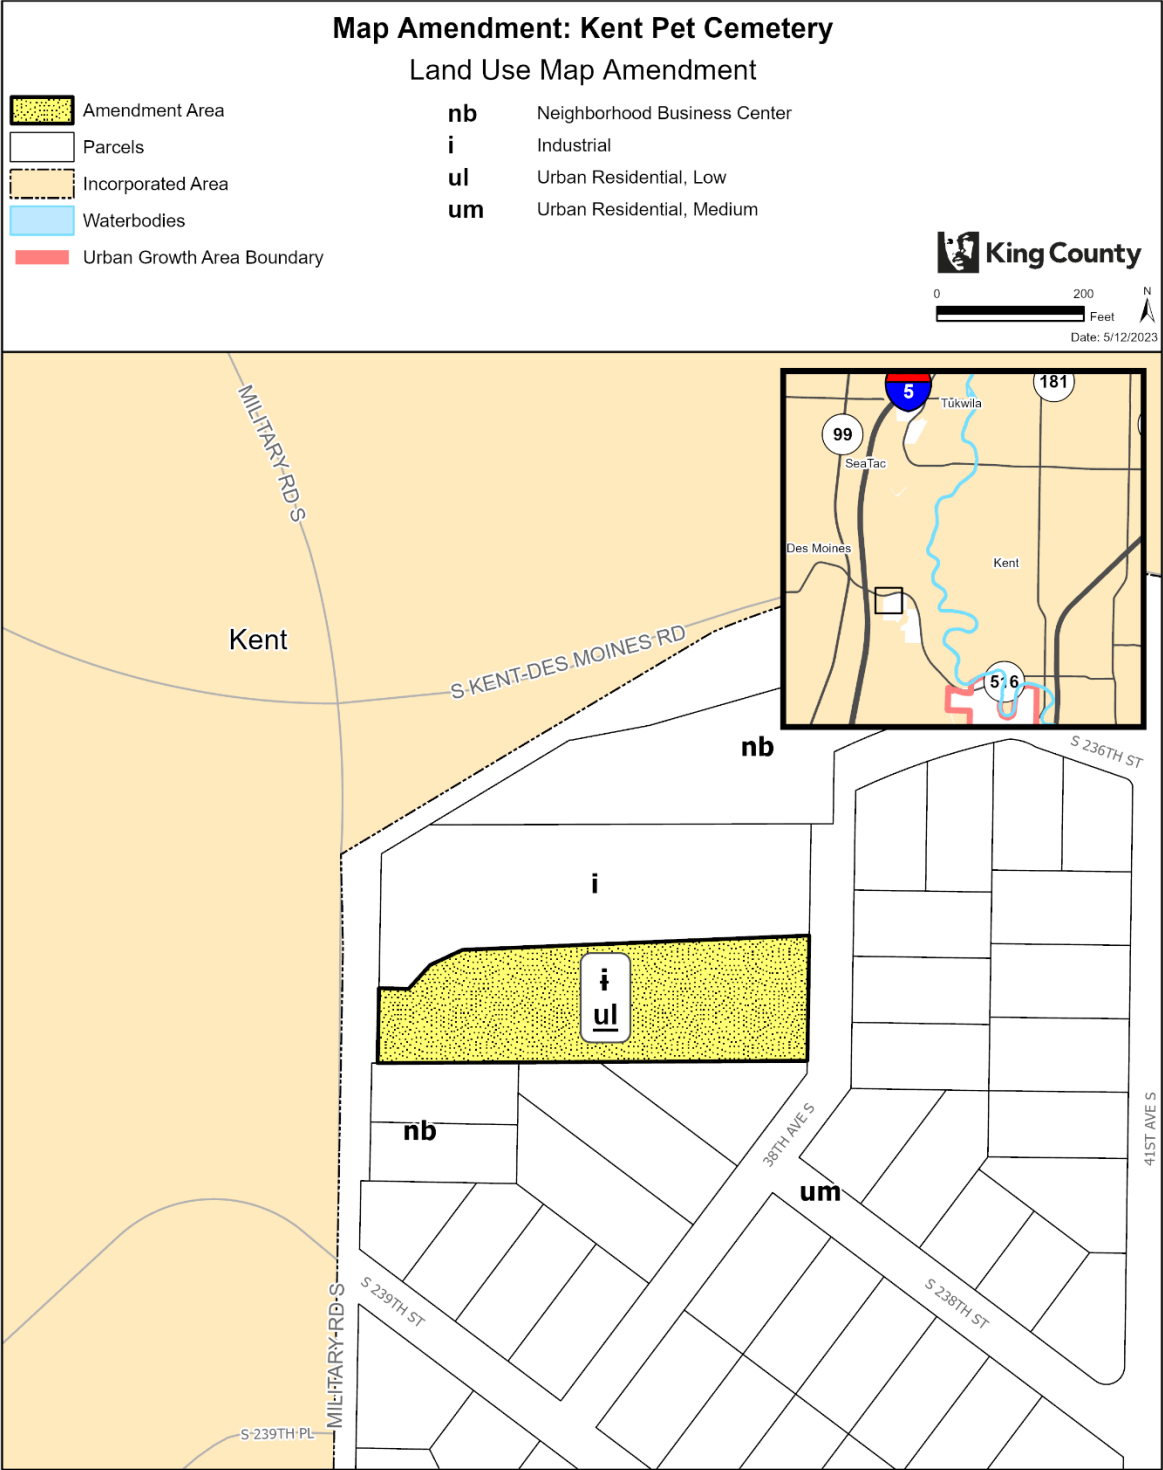 Map Amendment: Kent Pet Cemetery
Land Use Map Amendment
Amendment Area
Parcels
Incorporated Area
Waterbodies
Urban Growth Area Boundary
nb Neighborhood Business Center
i Industrial
ul Urban Residential, Low
um Urban Residential, Medium
King County
0 200
Feet
N
Date: 5/12/2023
MILITARY RD S
Kent
S KENT-DES MOINES RD
5
181
Tukwila
99
SeaTac
Des Moines
Kent
516
nb
S 236TH ST
i
i
ul
nb
38TH AVE S
41ST AVE S
um
S 239TH ST
S 238TH ST
MILITARY RD S
S 239TH PL